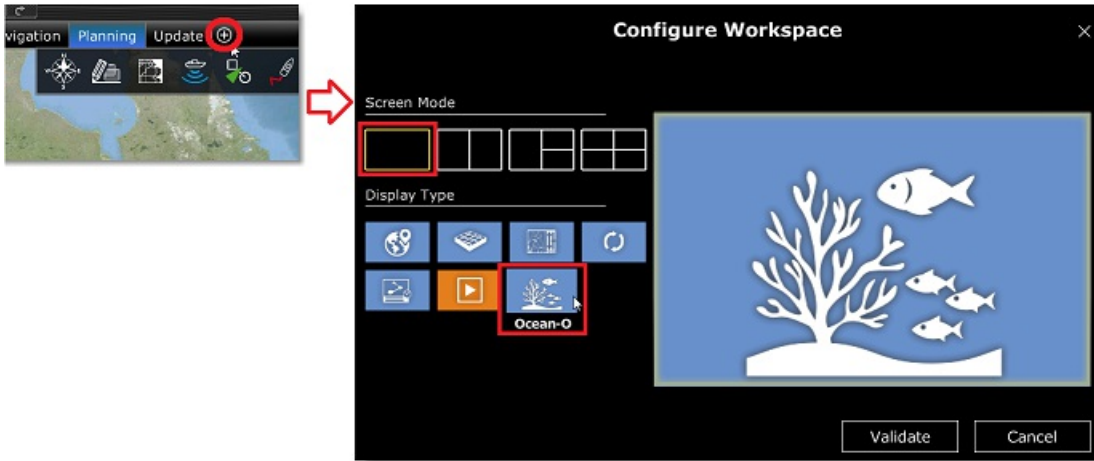 vigation Planning Update
Configure Workspace
Screen Mode
Display Type
Ocean-O
Validate Cancel